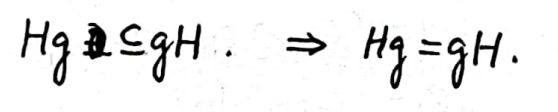 Hg ⊆ gH. ⇒ Hg = gH.